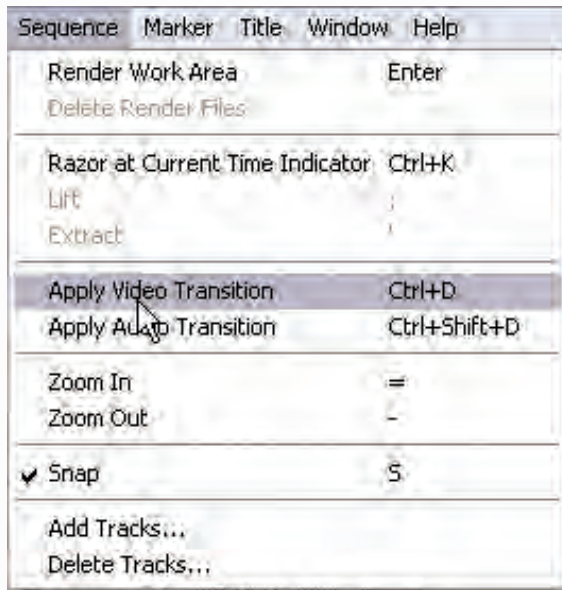 Sequence Marker Title Window Help
Render Work Area Enter
Delete Render Files
Razor at Current Time Indicator Ctrl+K
Lift ;
Extract '
Apply Video Transition Ctrl+D
Apply Audio Transition Ctrl+Shift+D
Zoom In =
Zoom Out -
Snap S
Add Tracks...
Delete Tracks...